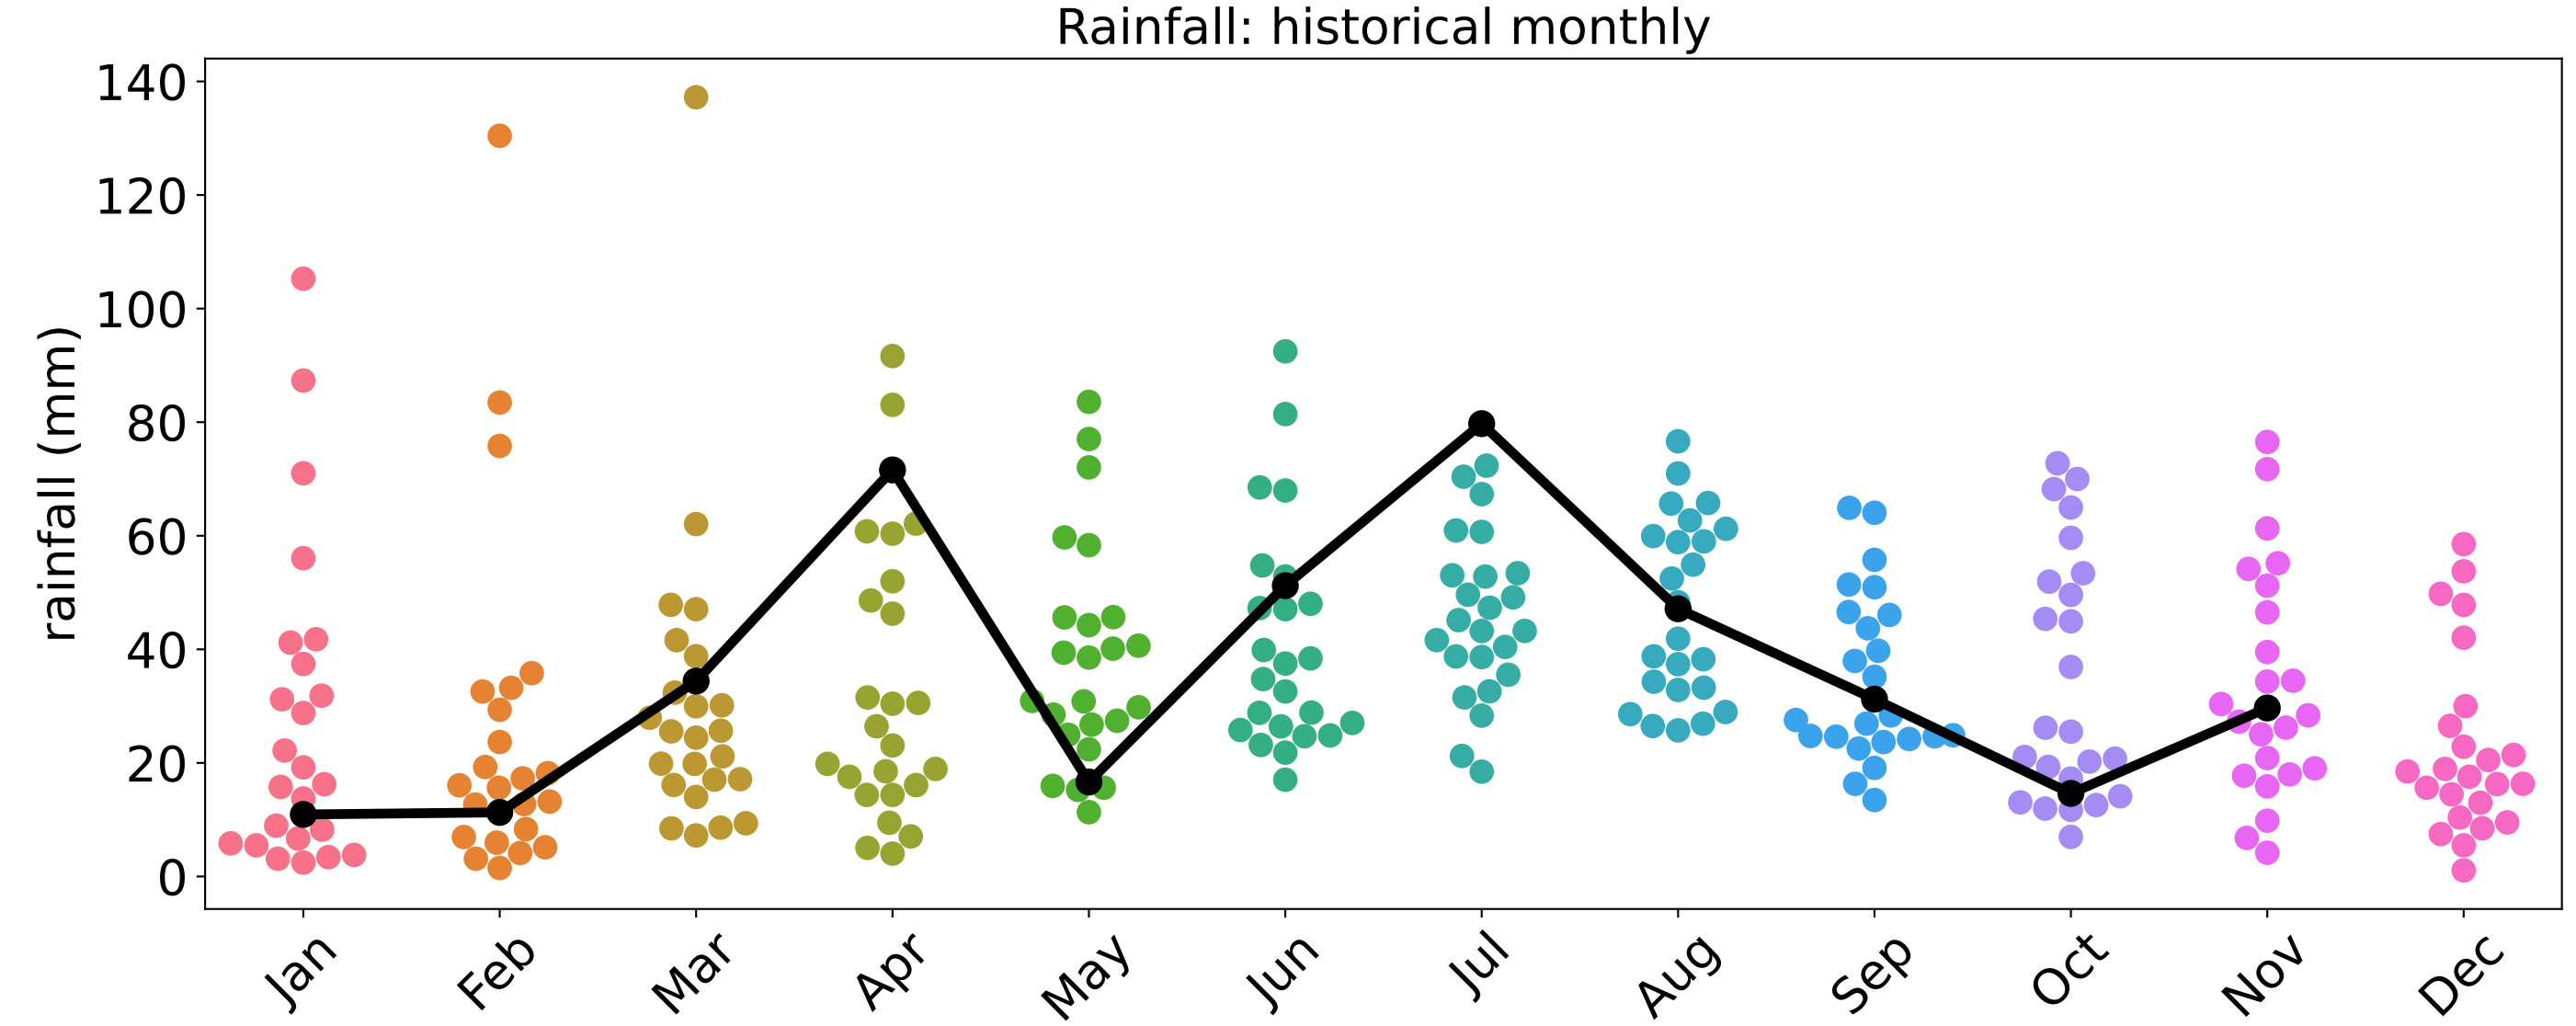 Rainfall: historical monthly
rainfall (mm)
140
120
100
80
60
40
20
0
Jan
Feb
Mar
Apr
May
Jun
Jul
Aug
Sep
Oct
Nov
Dec